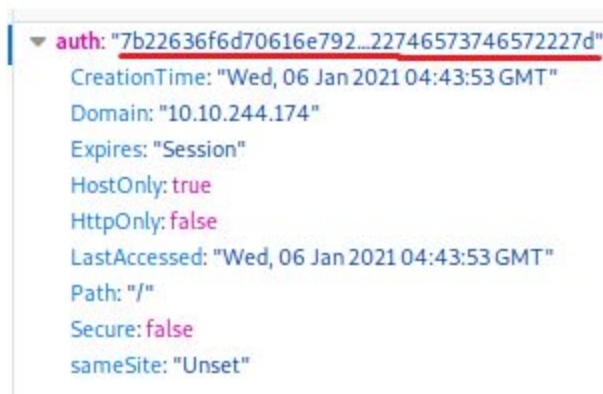 auth: "7b22636f6d70616e792...22746573746572227d"
CreationTime: "Wed, 06 Jan 2021 04:43:53 GMT"
Domain: "10.10.244.174"
Expires: "Session"
HostOnly: true
HttpOnly: false
LastAccessed: "Wed, 06 Jan 2021 04:43:53 GMT"
Path: "/"
Secure: false
sameSite: "Unset"